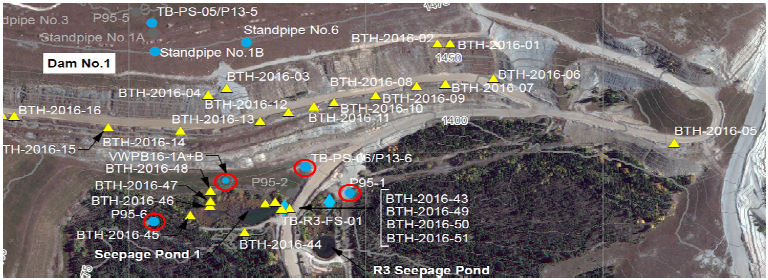 P95-5
TB-PS-05/P13-5
1475
Standpipe No.3
Standpipe No.6
Standpipe No.1A
Standpipe No.1B
BTH-2016-02
BTH-2016-01
1450
Dam No.1
BTH-2016-03
BTH-2016-08
BTH-2016-06
BTH-2016-04
BTH-2016-07
BTH-2016-09
BTH-2016-12
BTH-2016-10
BTH-2016-16
BTH-2016-13
BTH-2016-11
1400
BTH-2016-14
BTH-2016-05
TH-2016-15
VWPB16-1A+B
TB-PS-06/P13-6
BTH-2016-48
BTH-2016-47
P95-2
P95-1
BTH-2016-46
BTH-2016-43
P95-6
BTH-2016-49
TB-R3-FS-01
BTH-2016-50
BTH-2016-45
BTH-2016-51
BTH-2016-44
Seepage Pond 1
R3 Seepage Pond
1475